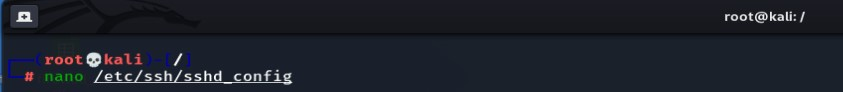 root@kali: /
┌──(root💀kali)-[/]
└─# nano /etc/ssh/sshd_config